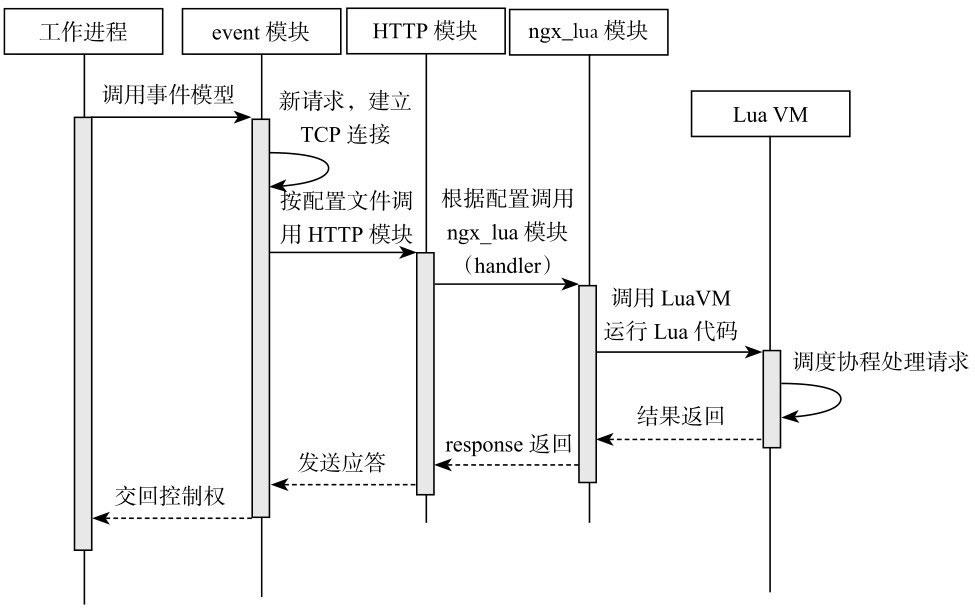 工作进程
event 模块
HTTP 模块
ngx_lua 模块
Lua VM
调用事件模型
新请求，建立
TCP 连接
按配置文件调
用 HTTP 模块
根据配置调用
ngx_lua 模块
（handler）
调用 LuaVM
运行 Lua 代码
调度协程处理请求
结果返回
response 返回
发送应答
交回控制权